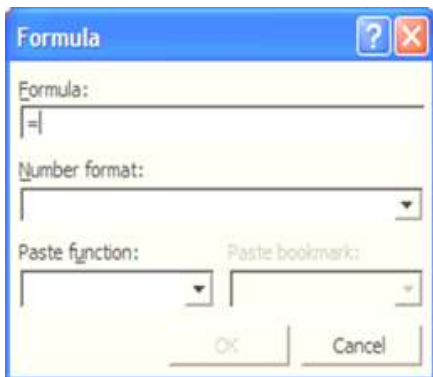 Formula
Formula:
=
Number format:
Paste function: Paste bookmark:
OK Cancel